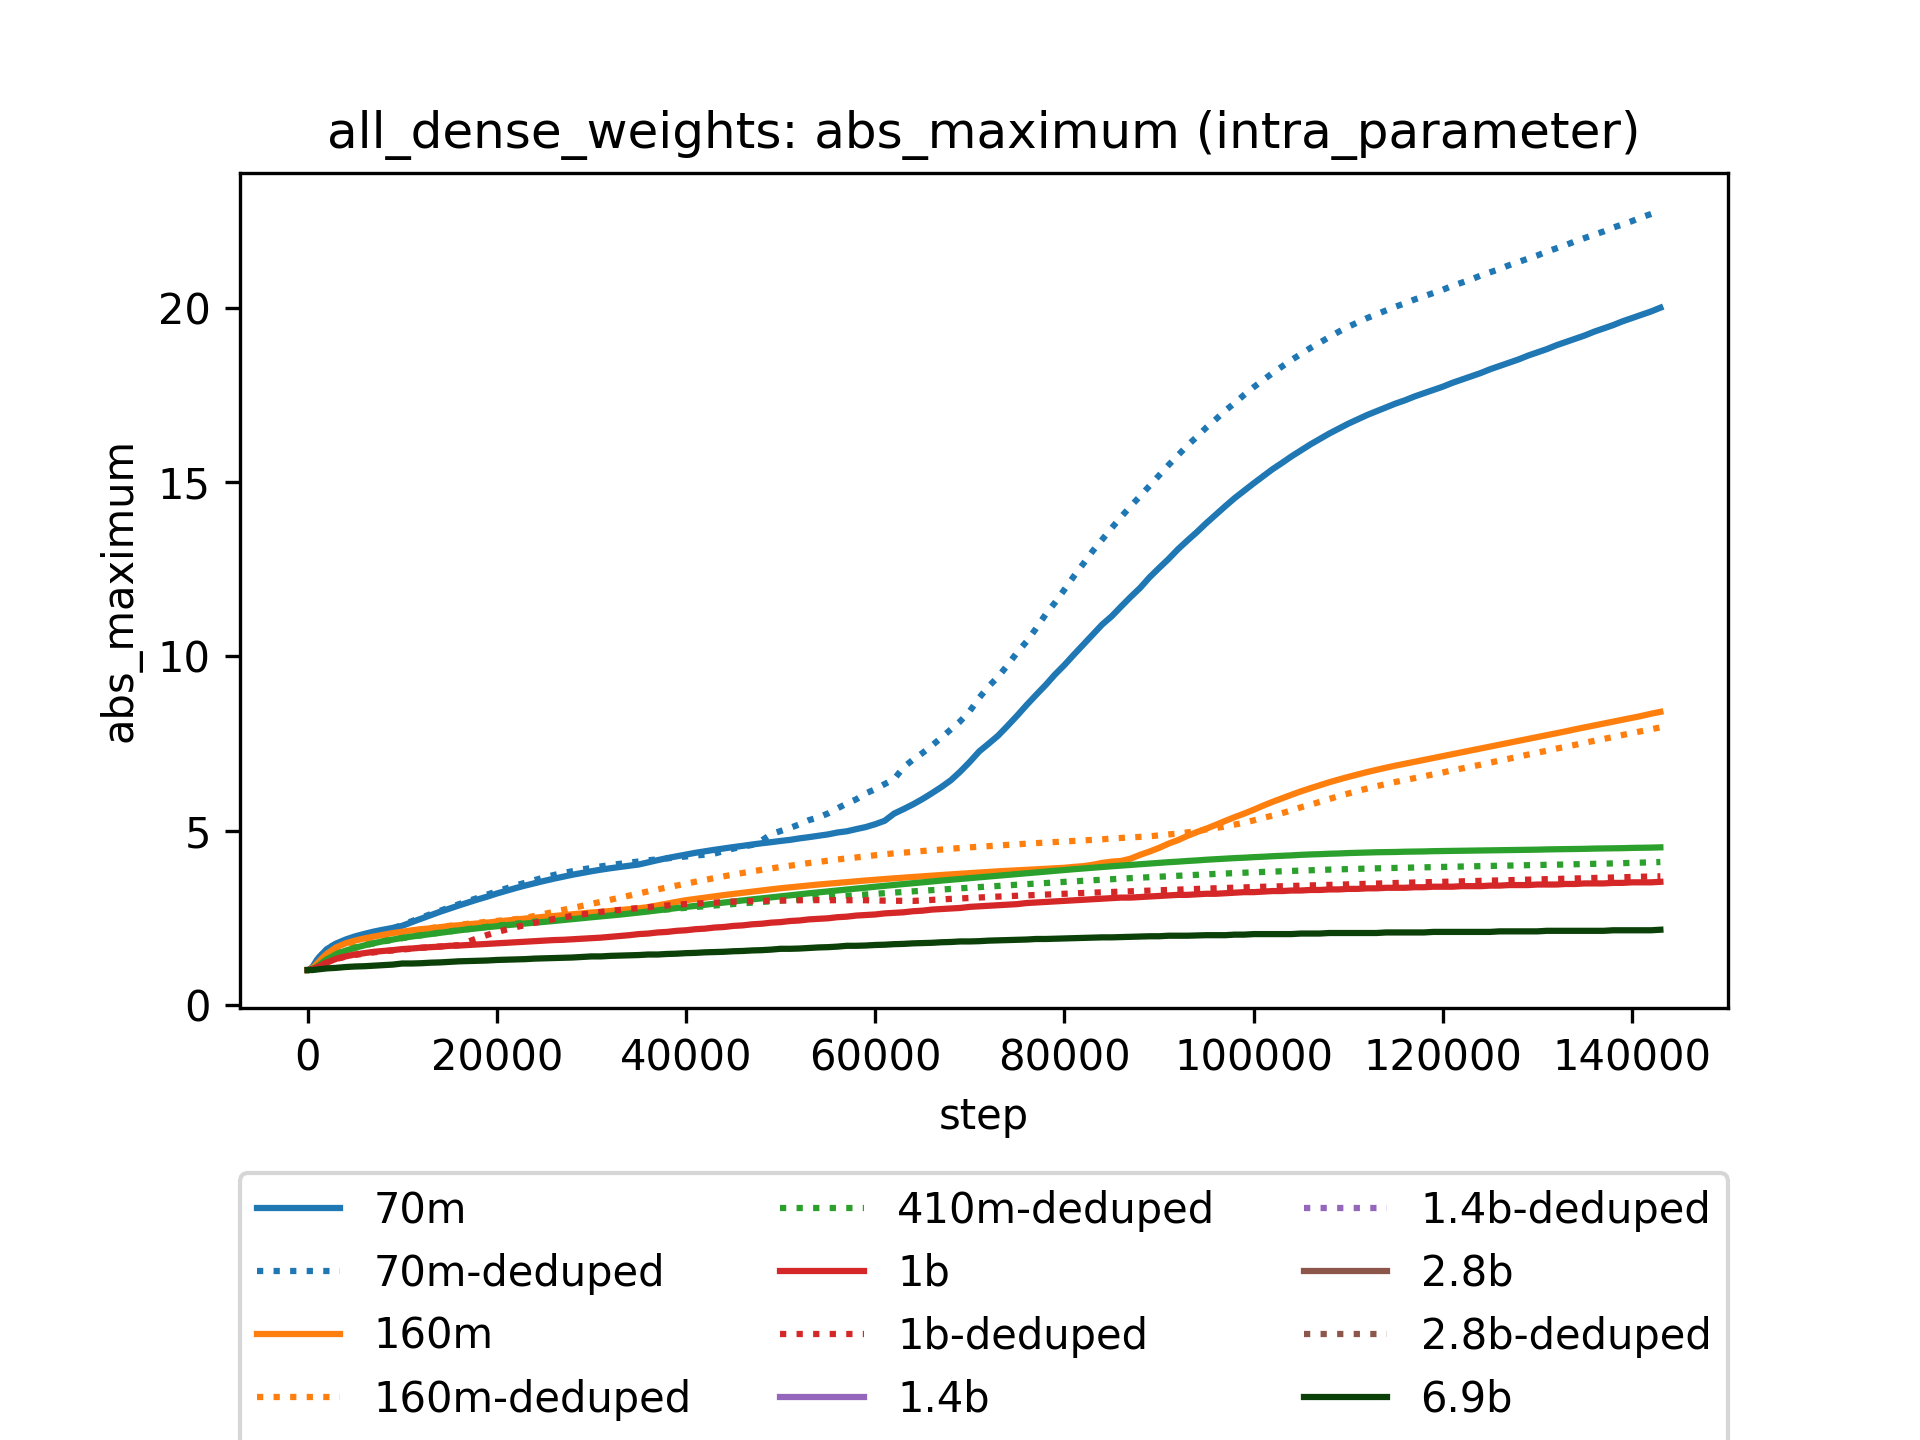 all_dense_weights: abs_maximum (intra_parameter)
abs_maximum
20
15
10
5
0
0 20000 40000 60000 80000 100000 120000 140000
step
70m 410m-deduped 1.4b-deduped
70m-deduped 1b 2.8b
160m 1b-deduped 2.8b-deduped
160m-deduped 1.4b 6.9b